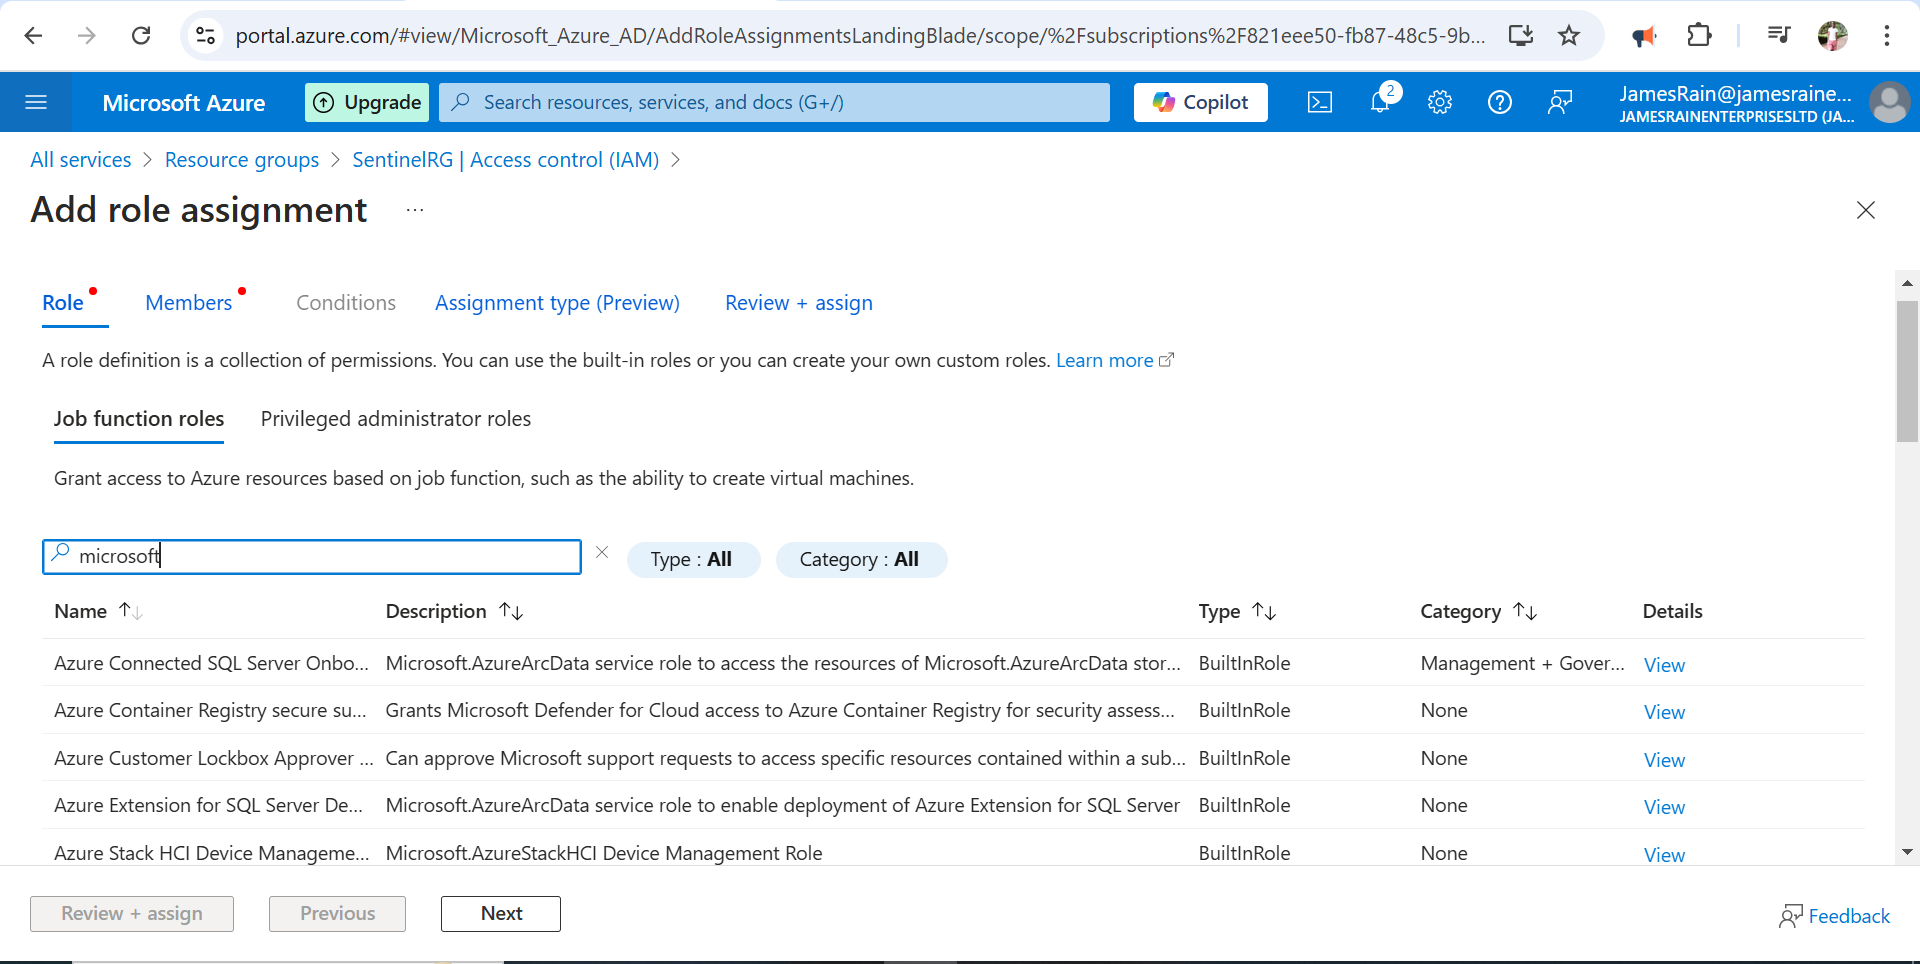 portal.azure.com/#view/Microsoft_Azure_AD/AddRoleAssignmentsLandingBlade/scope/%2Fsubscriptions%2F821eee50-fb87-48c5-9b...
Microsoft Azure
Upgrade
Search resources, services, and docs (G+/)
Copilot
2
JamesRain@jamesraine...
JAMESRAINENTERPRISESLTD (JA...
All services > Resource groups > SentinelRG | Access control (IAM) >
Add role assignment ...
Role Members Conditions Assignment type (Preview) Review + assign
A role definition is a collection of permissions. You can use the built-in roles or you can create your own custom roles. Learn more
Job function roles Privileged administrator roles
Grant access to Azure resources based on job function, such as the ability to create virtual machines.
microsoft
Type : All
Category : All
Name Description Type Category Details
Azure Connected SQL Server Onbo... Microsoft.AzureArcData service role to access the resources of Microsoft.AzureArcData stor... BuiltInRole Management + Gover... View
Azure Container Registry secure su... Grants Microsoft Defender for Cloud access to Azure Container Registry for security assess... BuiltInRole None View
Azure Customer Lockbox Approver ... Can approve Microsoft support requests to access specific resources contained within a sub... BuiltInRole None View
Azure Extension for SQL Server De... Microsoft.AzureArcData service role to enable deployment of Azure Extension for SQL Server BuiltInRole None View
Azure Stack HCI Device Manageme... Microsoft.AzureStackHCI Device Management Role BuiltInRole None View
Review + assign Previous Next
Feedback